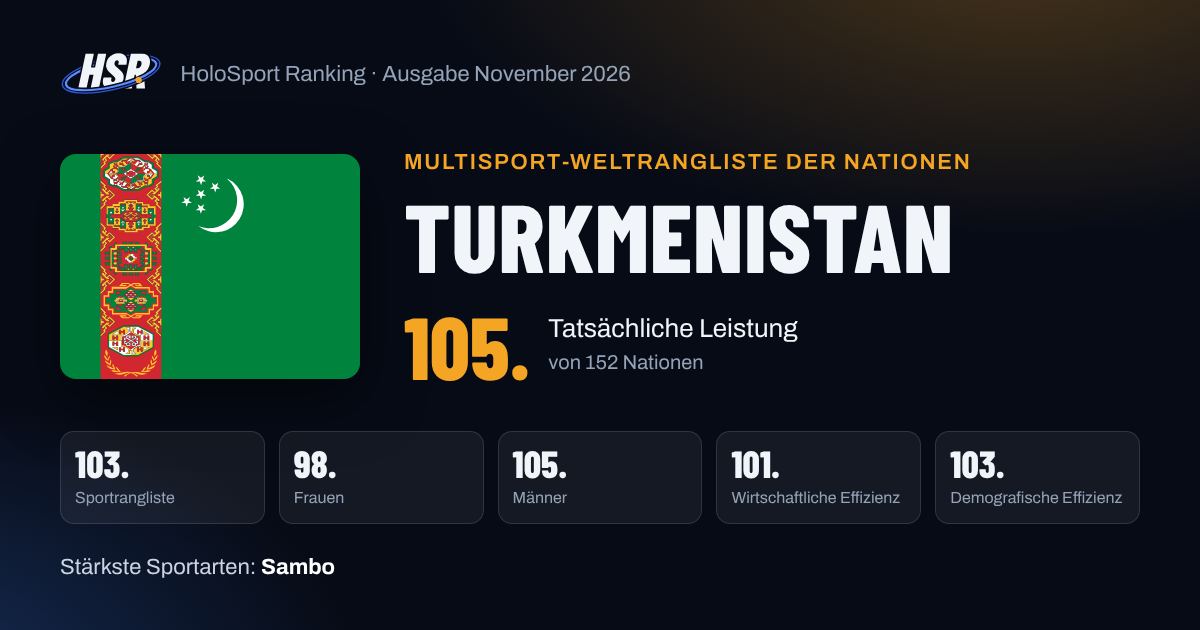 HSR
HoloSport Ranking · Ausgabe November 2026
MULTISPORT-WELTRANGLISTE DER NATIONEN
TURKMENISTAN
105.
Tatsächliche Leistung
von 152 Nationen
103.
Sportrangliste
98.
Frauen
105.
Männer
101.
Wirtschaftliche Effizienz
103.
Demografische Effizienz
Stärkste Sportarten: Sambo